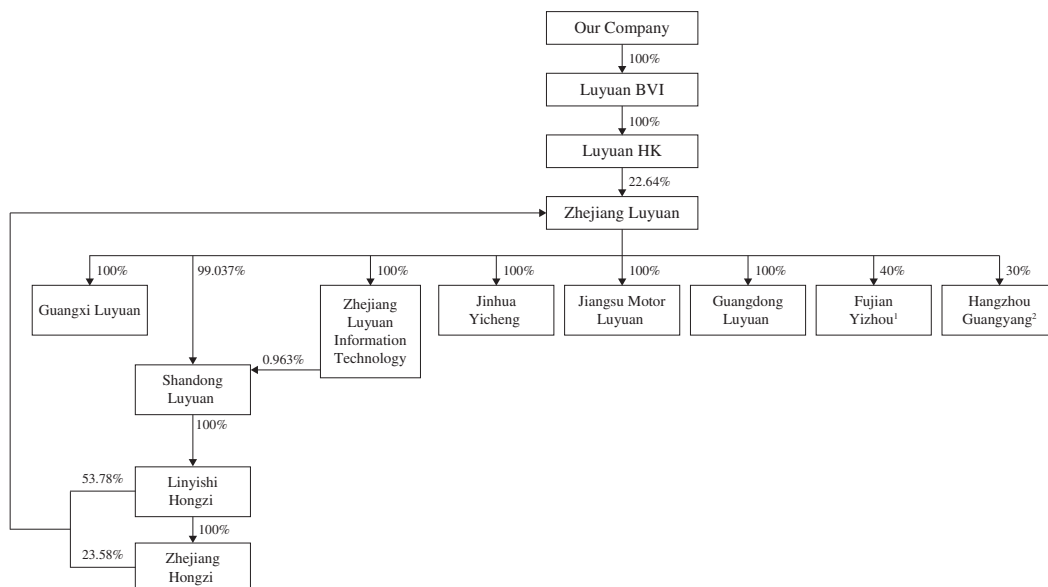 Our Company
100%
Luyuan BVI
100%
Luyuan HK
22.64%
Zhejiang Luyuan
100%
99.037%
100%
100%
100%
100%
40%
30%
Guangxi Luyuan
Zhejiang
Luyuan
Information
Technology
Jinhua
Yicheng
Jiangsu Motor
Luyuan
Guangdong
Luyuan
Fujian
Yizhou¹
Hangzhou
Guangyang²
0.963%
Shandong
Luyuan
100%
53.78%
Linyishi
Hongzi
100%
23.58%
Zhejiang
Hongzi